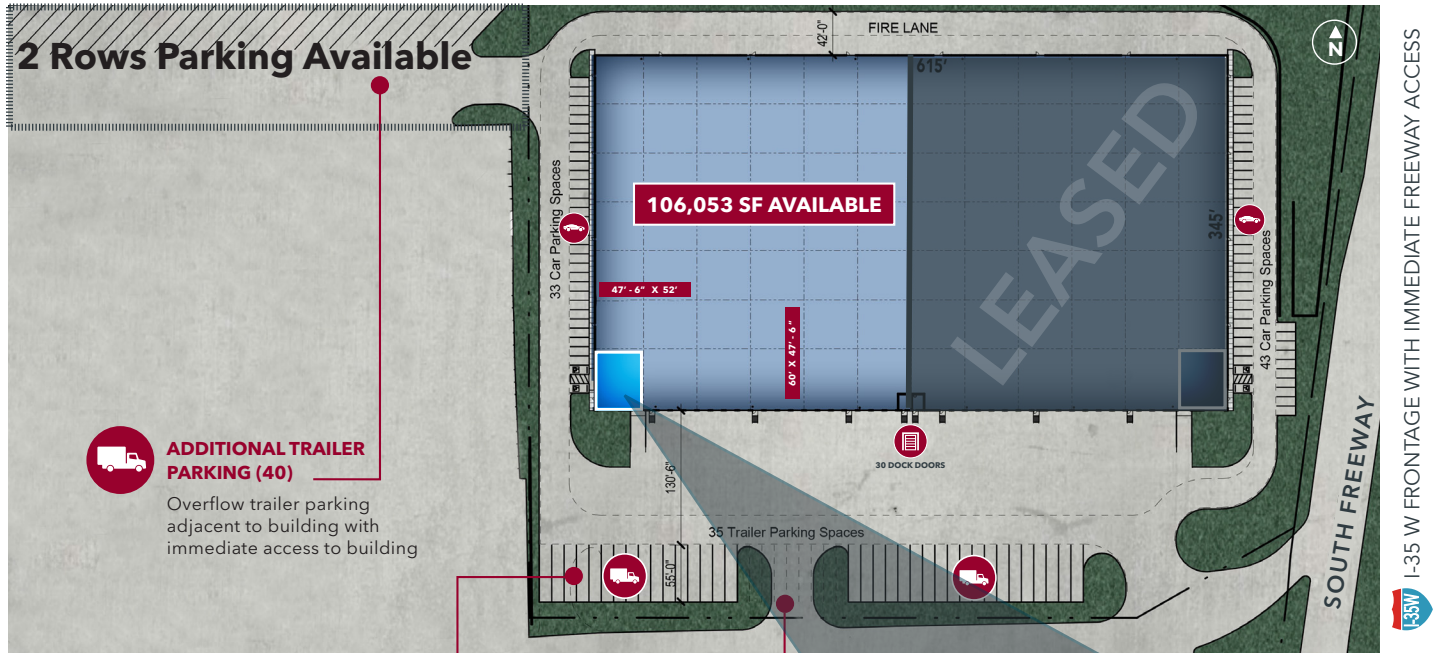 2 Rows Parking Available
42'-0"
FIRE LANE
N
615'
33 Car Parking Spaces
106,053 SF AVAILABLE
LEASED
345'
43 Car Parking Spaces
47' - 6" X 52'
60' X 47' - 6"
ADDITIONAL TRAILER
PARKING (40)
Overflow trailer parking
adjacent to building with
immediate access to building
30 DOCK DOORS
130'-6"
35 Trailer Parking Spaces
55'-0"
SOUTH FREEWAY
I-35 W FRONTAGE WITH IMMEDIATE FREEWAY ACCESS
I-35W